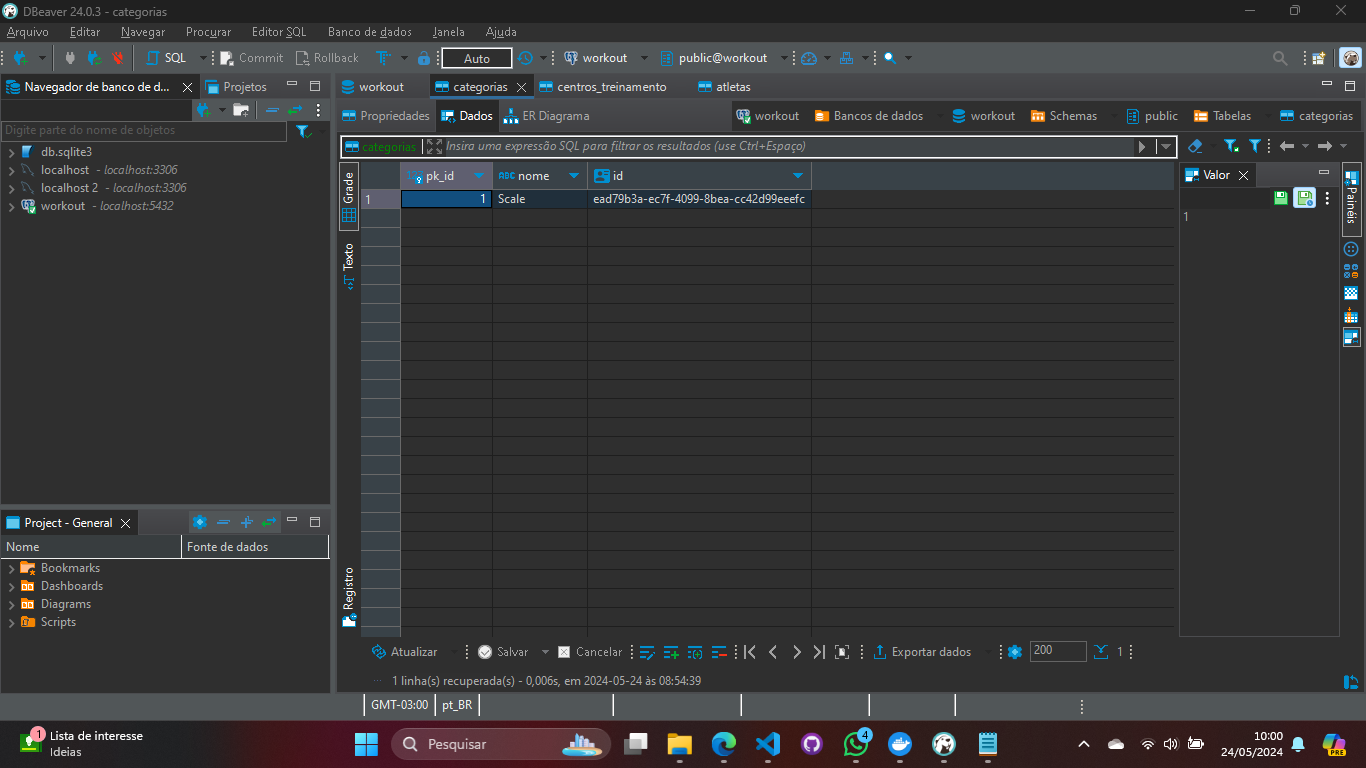 DBeaver 24.0.3 - categorias
Arquivo Editar Navegar Procurar Editor SQL Banco de dados Janela Ajuda
SQL Commit Rollback Auto workout public@workout
Navegador de banco de d... Projetos
workout categorias centros_treinamento atletas
Propriedades Dados ER Diagrama workout Bancos de dados workout Schemas public Tabelas categorias
Digite parte do nome de objetos
categorias Insira uma expressão SQL para filtrar os resultados (use Ctrl+Espaço)
db.sqlite3
localhost - localhost:3306
localhost 2 - localhost:3306
workout - localhost:5432
Grade
Texto
Registro
123 pk_id ABC nome id
1 1 Scale ead79b3a-ec7f-4099-8bea-cc42d99eeefc
Valor
1
Painéis
Project - General
Nome Fonte de dados
Bookmarks
Dashboards
Diagrams
Scripts
Atualizar Salvar Cancelar Exportar dados 200 1
1 linha(s) recuperada(s) - 0,006s, em 2024-05-24 às 08:54:39
GMT-03:00 pt_BR
1
Lista de interesse
Ideias
Pesquisar
4
10:00
24/05/2024
PRE